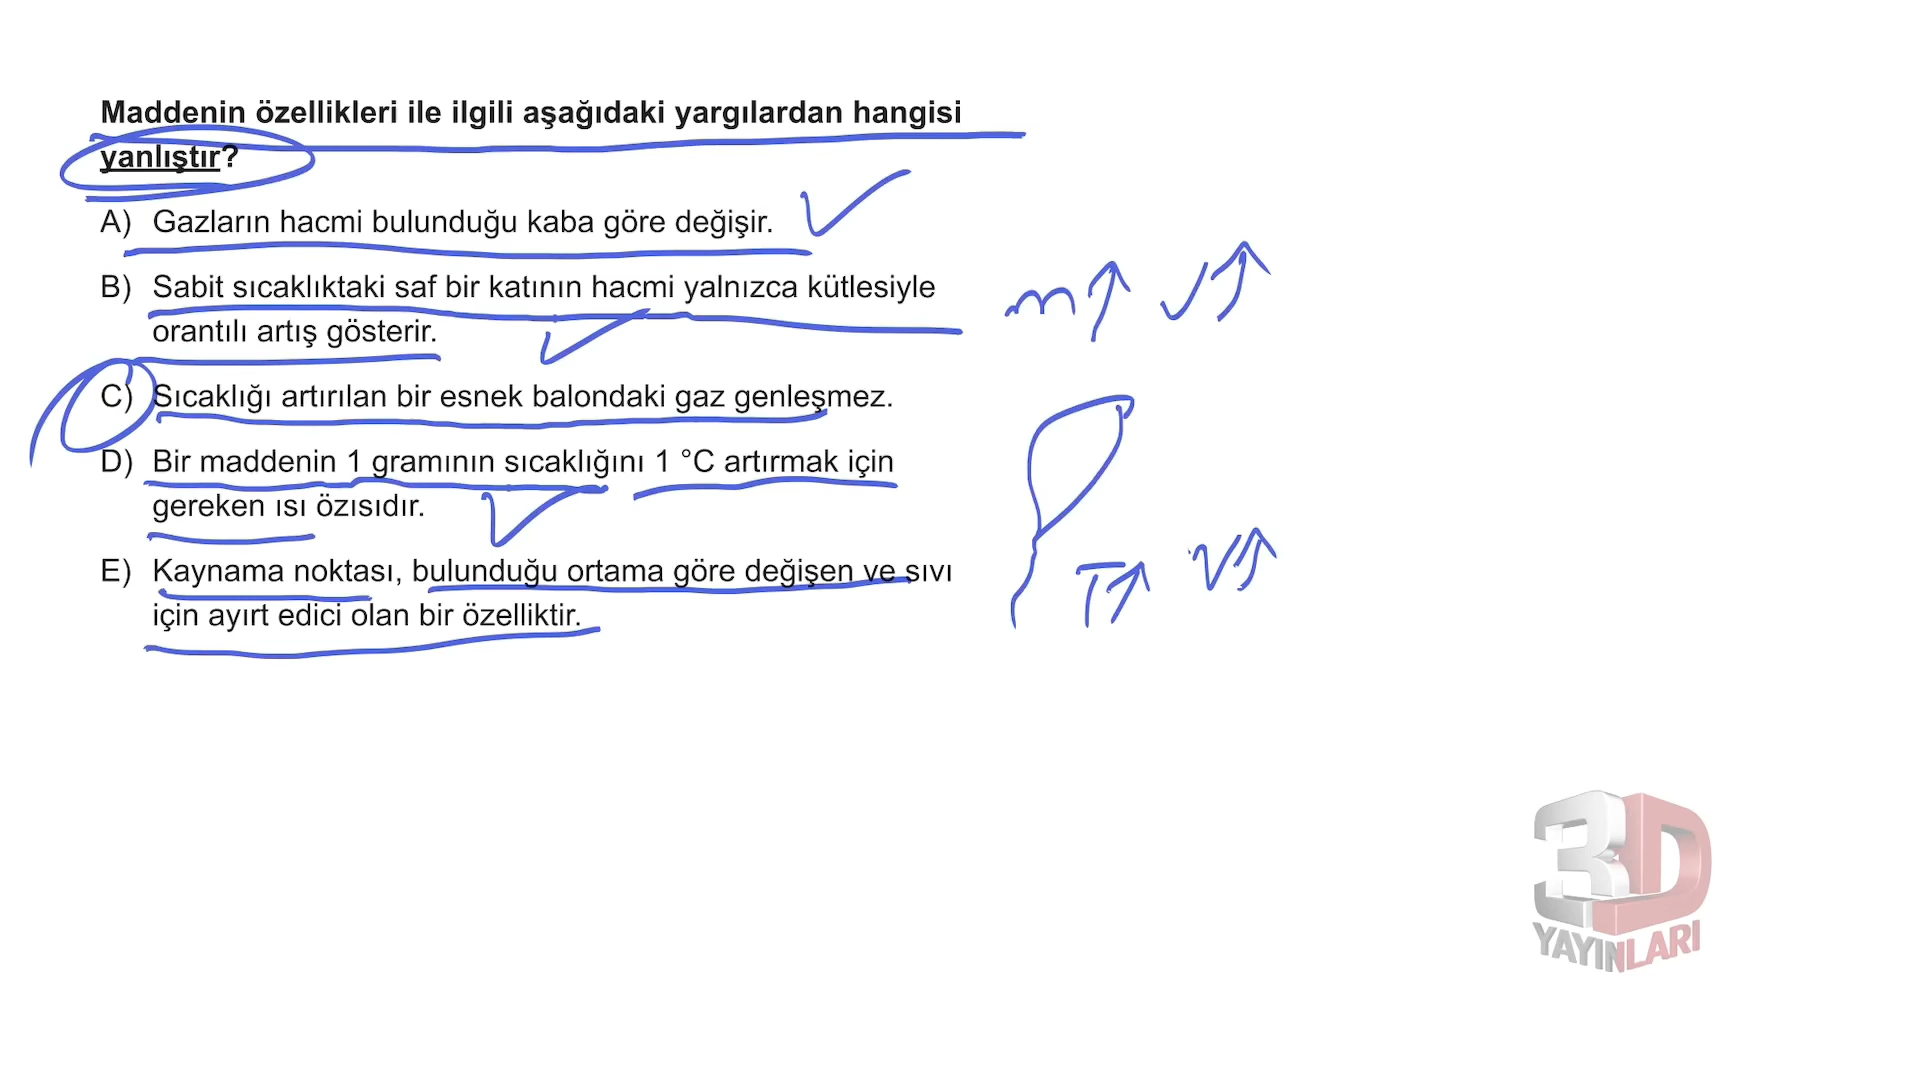 Maddenin özellikleri ile ilgili aşağıdaki yargılardan hangisi
yanlıştır?
A) Gazların hacmi bulunduğu kaba göre değişir.
B) Sabit sıcaklıktaki saf bir katının hacmi yalnızca kütlesiyle
orantılı artış gösterir.
m↑ V↑
C) Sıcaklığı artırılan bir esnek balondaki gaz genleşmez.
D) Bir maddenin 1 gramının sıcaklığını 1 °C artırmak için
gereken ısı özısıdır.
E) Kaynama noktası, bulunduğu ortama göre değişen ve sıvı
için ayırt edici olan bir özelliktir.
T↑ V↑
3D
YAYINLARI